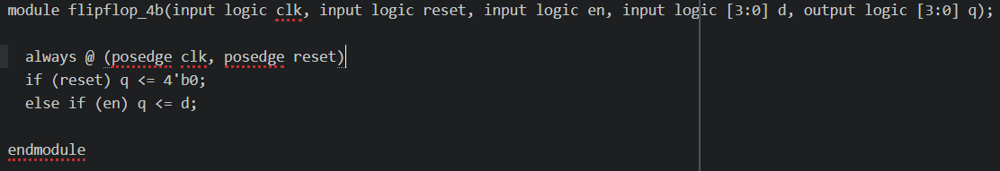 module flipflop_4b(input logic clk, input logic reset, input logic en, input logic [3:0] d, output logic [3:0] q);
always @ (posedge clk, posedge reset)
if (reset) q <= 4'b0;
else if (en) q <= d;
endmodule